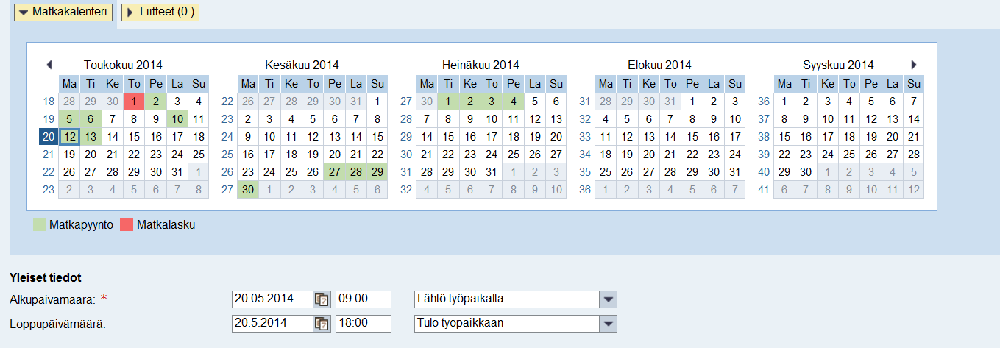 Matkakalenteri Liitteet (0 )
Toukokuu 2014 Kesäkuu 2014 Heinäkuu 2014 Elokuu 2014 Syyskuu 2014
Ma Ti Ke To Pe La Su Ma Ti Ke To Pe La Su Ma Ti Ke To Pe La Su Ma Ti Ke To Pe La Su Ma Ti Ke To Pe La Su
18 28 29 30 1 2 3 4 22 26 27 28 29 30 31 1 27 30 1 2 3 4 5 6 31 28 29 30 31 1 2 3 36 1 2 3 4 5 6 7
19 5 6 7 8 9 10 11 23 2 3 4 5 6 7 8 28 7 8 9 10 11 12 13 32 4 5 6 7 8 9 10 37 8 9 10 11 12 13 14
20 12 13 14 15 16 17 18 24 9 10 11 12 13 14 15 29 14 15 16 17 18 19 20 33 11 12 13 14 15 16 17 38 15 16 17 18 19 20 21
21 19 20 21 22 23 24 25 25 16 17 18 19 20 21 22 30 21 22 23 24 25 26 27 34 18 19 20 21 22 23 24 39 22 23 24 25 26 27 28
22 26 27 28 29 30 31 1 26 23 24 25 26 27 28 29 31 28 29 30 31 1 2 3 35 25 26 27 28 29 30 31 40 29 30 1 2 3 4 5
23 2 3 4 5 6 7 8 27 30 1 2 3 4 5 6 32 4 5 6 7 8 9 10 36 1 2 3 4 5 6 7 41 6 7 8 9 10 11 12
Matkapyyntö Matkalasku
Yleiset tiedot
Alkupäivämäärä: * 20.05.2014 09:00 Lähtö työpaikalta
Loppupäivämäärä: 20.5.2014 18:00 Tulo työpaikkaan